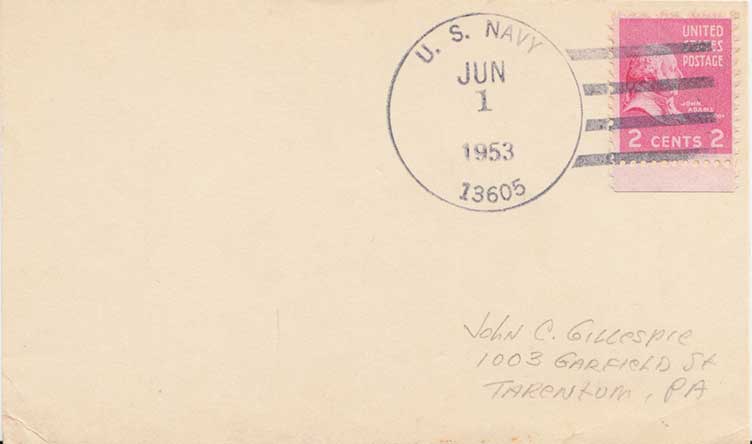 U. S. NAVY
JUN
1
1953
13605
UNITED
STATES
POSTAGE
JOHN
ADAMS
2 CENTS 2
John C. Gillespie
1003 GARFIELD St
TARENTUM, PA